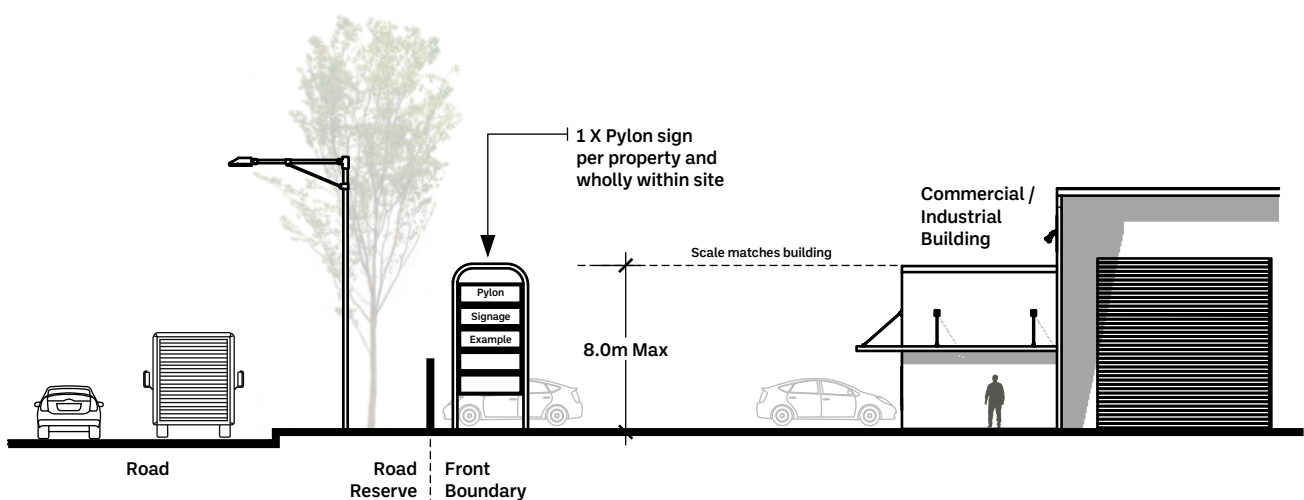 1 X Pylon sign
per property and
wholly within site
Commercial /
Industrial
Building
Scale matches building
Pylon
Signage
Example
8.0m Max
Road
Road
Reserve
Front
Boundary